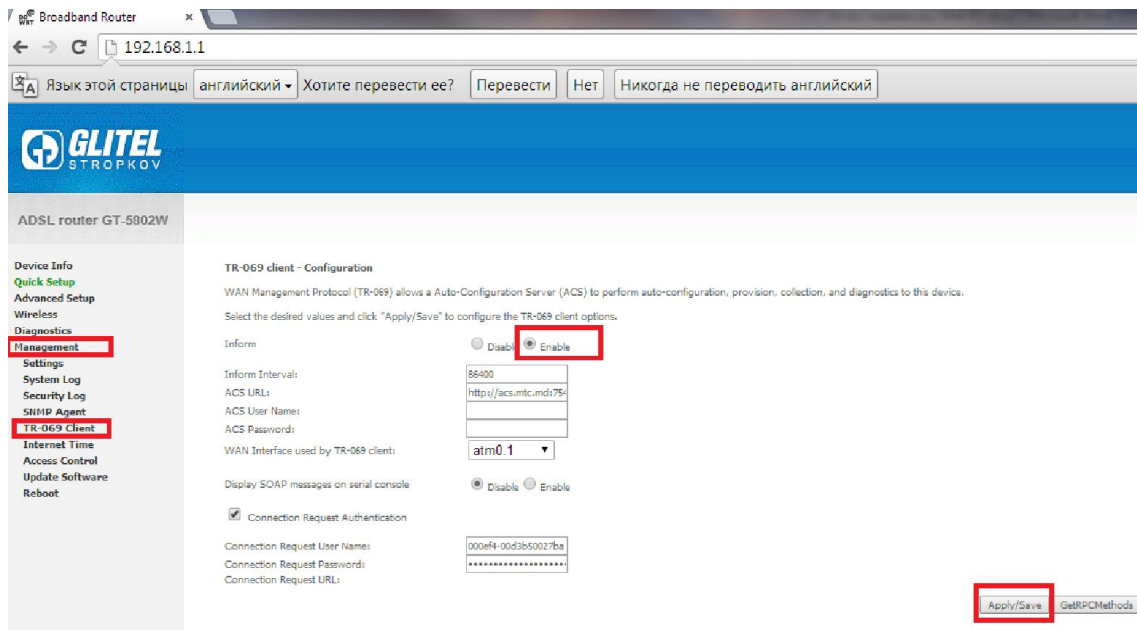 Broadband Router
192.168.1.1
Язык этой страницы английский Хотите перевести ее? Перевести Нет Никогда не переводить английский
GLITEL
STROPKOV
ADSL router GT-5802W
Device Info
Quick Setup
Advanced Setup
Wireless
Diagnostics
Management
Settings
System Log
Security Log
SNMP Agent
TR-069 Client
Internet Time
Access Control
Update Software
Reboot
TR-069 client - Configuration
WAN Management Protocol (TR-069) allows a Auto-Configuration Server (ACS) to perform auto-configuration, provision, collection, and diagnostics to this device.
Select the desired values and click "Apply/Save" to configure the TR-069 client options.
Inform Disable Enable
Inform Interval: 86400
ACS URL: http://acs.mtc.md:754
ACS User Name:
ACS Password:
WAN Interface used by TR-069 client: atm0.1
Display SOAP messages on serial console Disable Enable
Connection Request Authentication
Connection Request User Name: 000ef4-00d3b50027ba
Connection Request Password: ••••••••••••••••••••
Connection Request URL:
Apply/Save GetRPCMethods